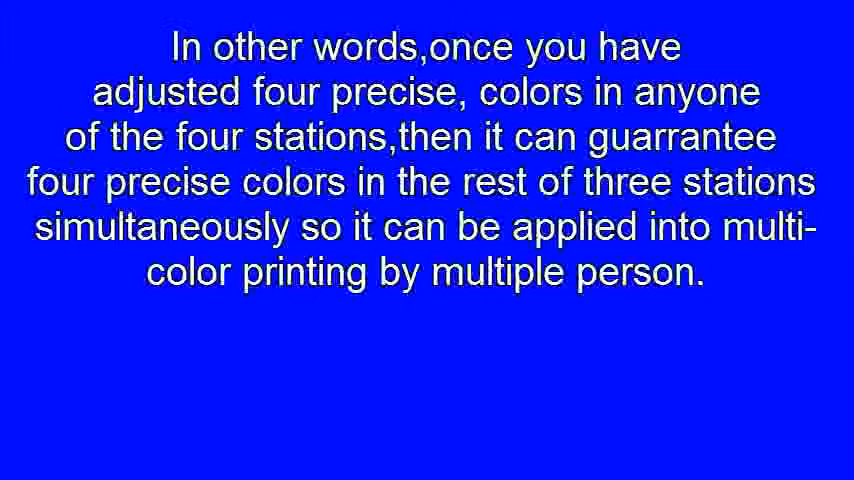 In other words,once you have
adjusted four precise, colors in anyone
of the four stations,then it can guarrantee
four precise colors in the rest of three stations
simultaneously so it can be applied into multi-
color printing by multiple person.